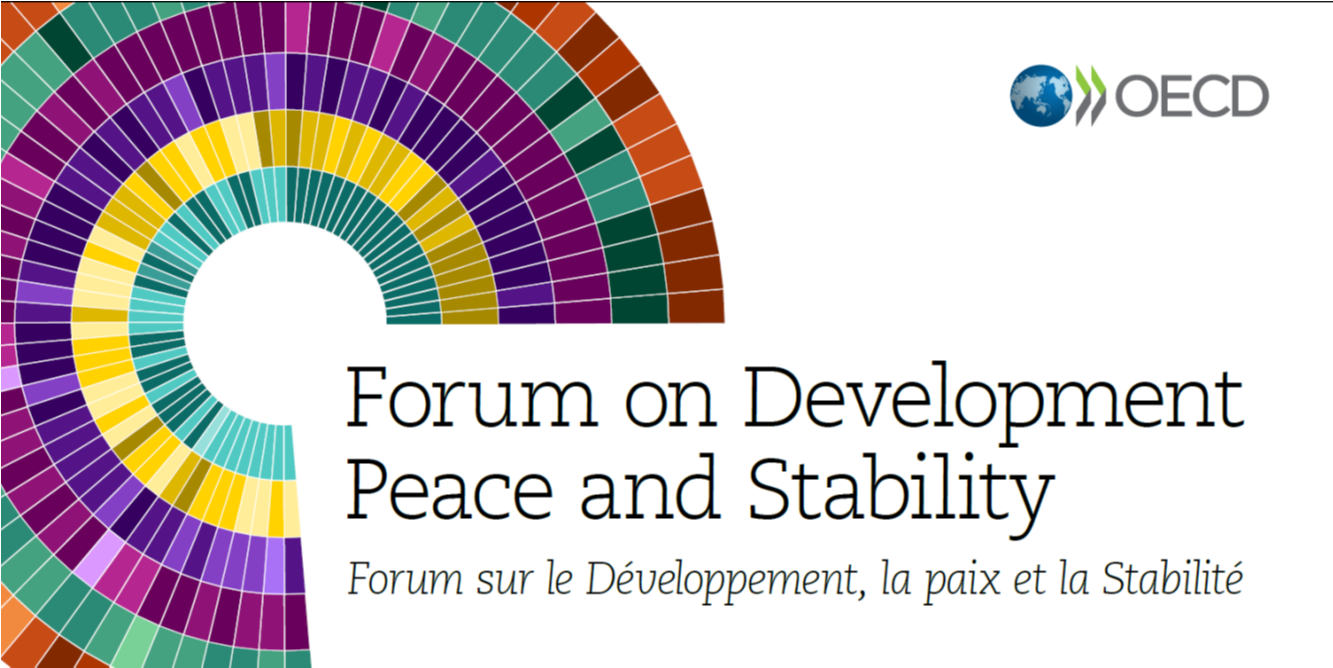 OECD
Forum on Development
Peace and Stability
Forum sur le Développement, la paix et la Stabilité